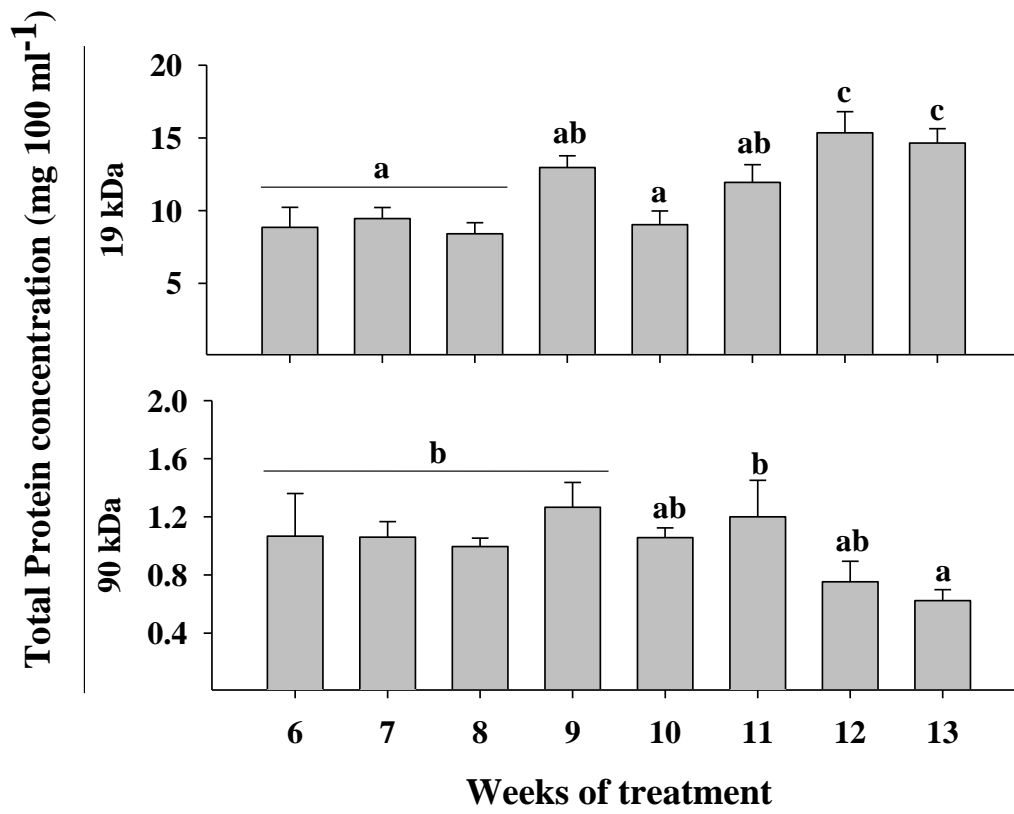 Total Protein concentration (mg 100 ml-1)
19 kDa
20
15
10
5
a
ab
a
ab
c
c
90 kDa
2.0
1.6
1.2
0.8
0.4
b
ab
b
ab
a
6 7 8 9 10 11 12 13
Weeks of treatment